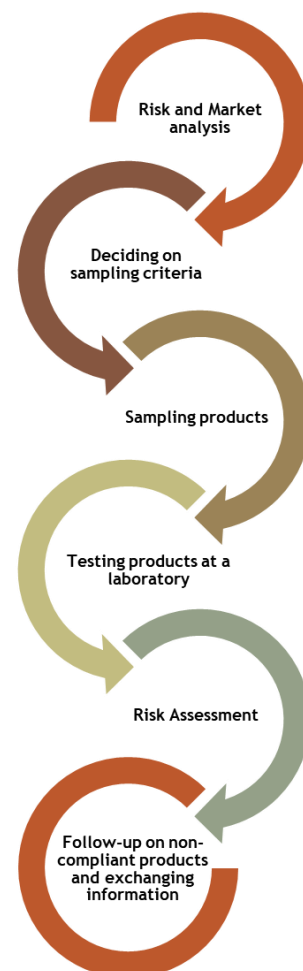 Risk and Market
analysis
Deciding on
sampling criteria
Sampling products
Testing products at a
laboratory
Risk Assessment
Follow-up on non-
compliant products
and exchanging
information